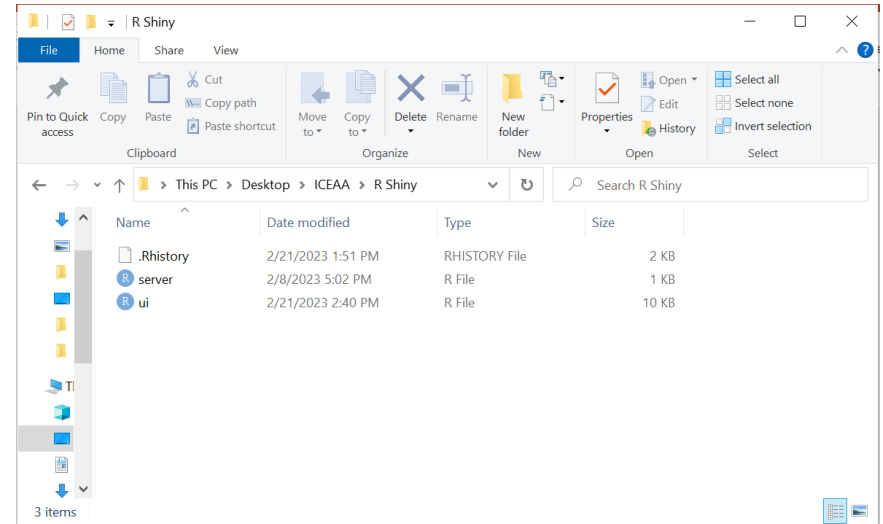 R Shiny
File Home Share View
Pin to Quick access
Copy
Paste
Cut
Copy path
Paste shortcut
Clipboard
Move to
Copy to
Delete
Rename
Organize
New folder
New
Properties
Open
Edit
History
Open
Select all
Select none
Invert selection
Select
This PC > Desktop > ICEAA > R Shiny
Search R Shiny
Name Date modified Type Size
.Rhistory 2/21/2023 1:51 PM RHISTORY File 2 KB
R server 2/8/2023 5:02 PM R File 1 KB
R ui 2/21/2023 2:40 PM R File 10 KB
3 items